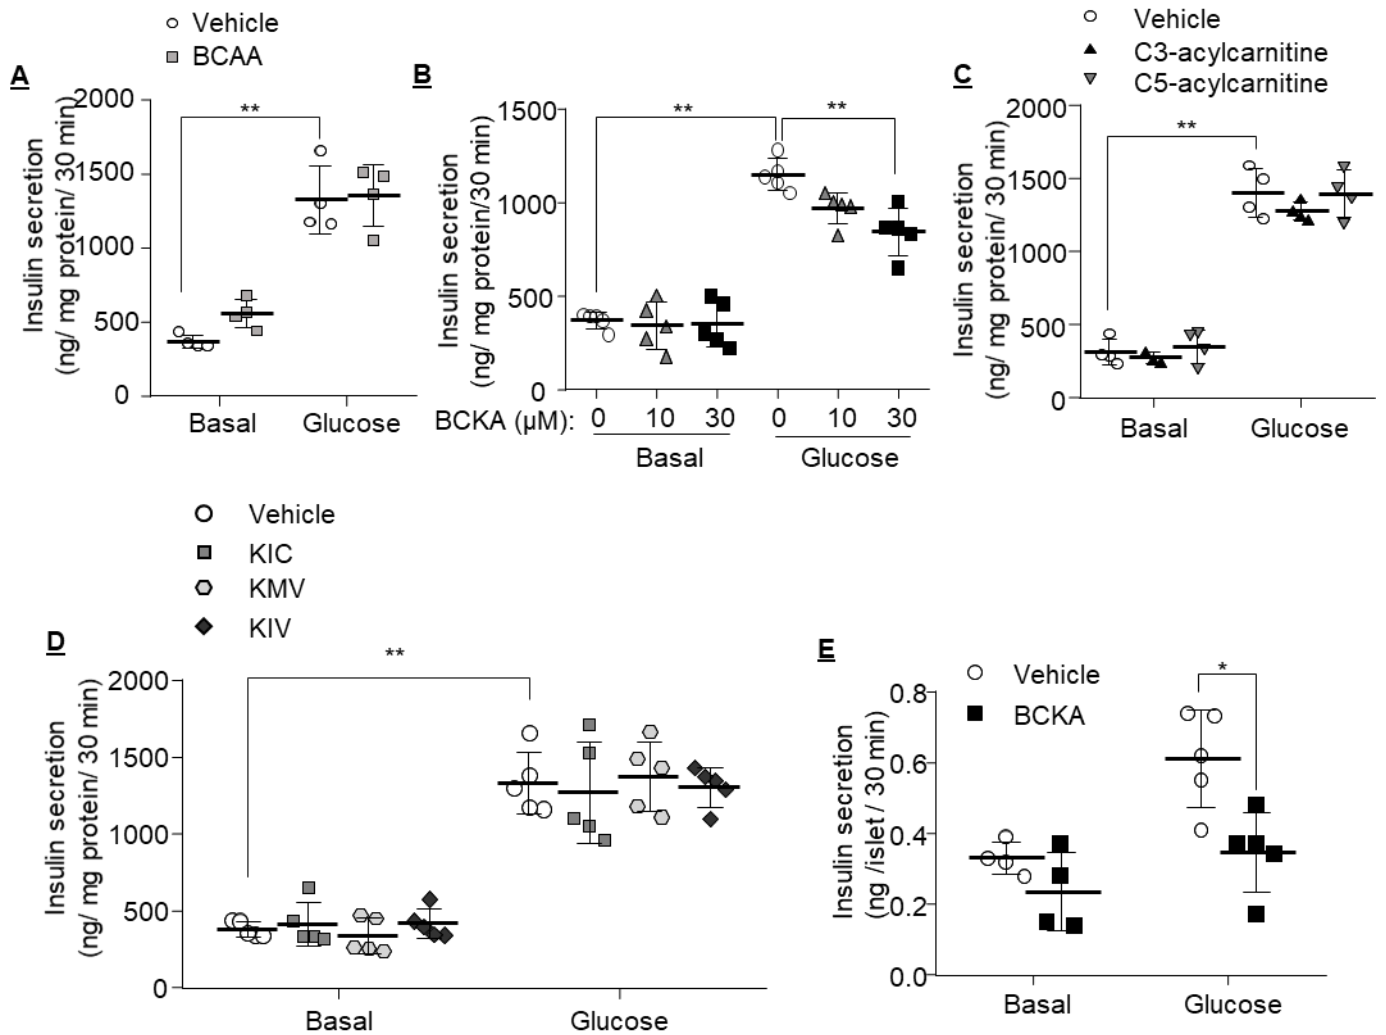 Vehicle
BCAA
A
Insulin secretion
(ng/ mg protein/ 30 min)
2000
1500
1000
500
0
**
Basal
Glucose
B
Insulin secretion
(ng/ mg protein/30 min)
1500
1000
500
0
**
**
BCKA (µM):
0
10
30
0
10
30
Basal
Glucose
Vehicle
C3-acylcarnitine
C5-acylcarnitine
C
Insulin secretion
(ng/ mg protein/ 30 min)
2000
1500
1000
500
0
**
Basal
Glucose
Vehicle
KIC
KMV
KIV
D
Insulin secretion
(ng/ mg protein/ 30 min)
2000
1500
1000
500
0
**
Basal
Glucose
E
Vehicle
BCKA
Insulin secretion
(ng /islet / 30 min)
0.8
0.6
0.4
0.2
0.0
*
Basal
Glucose